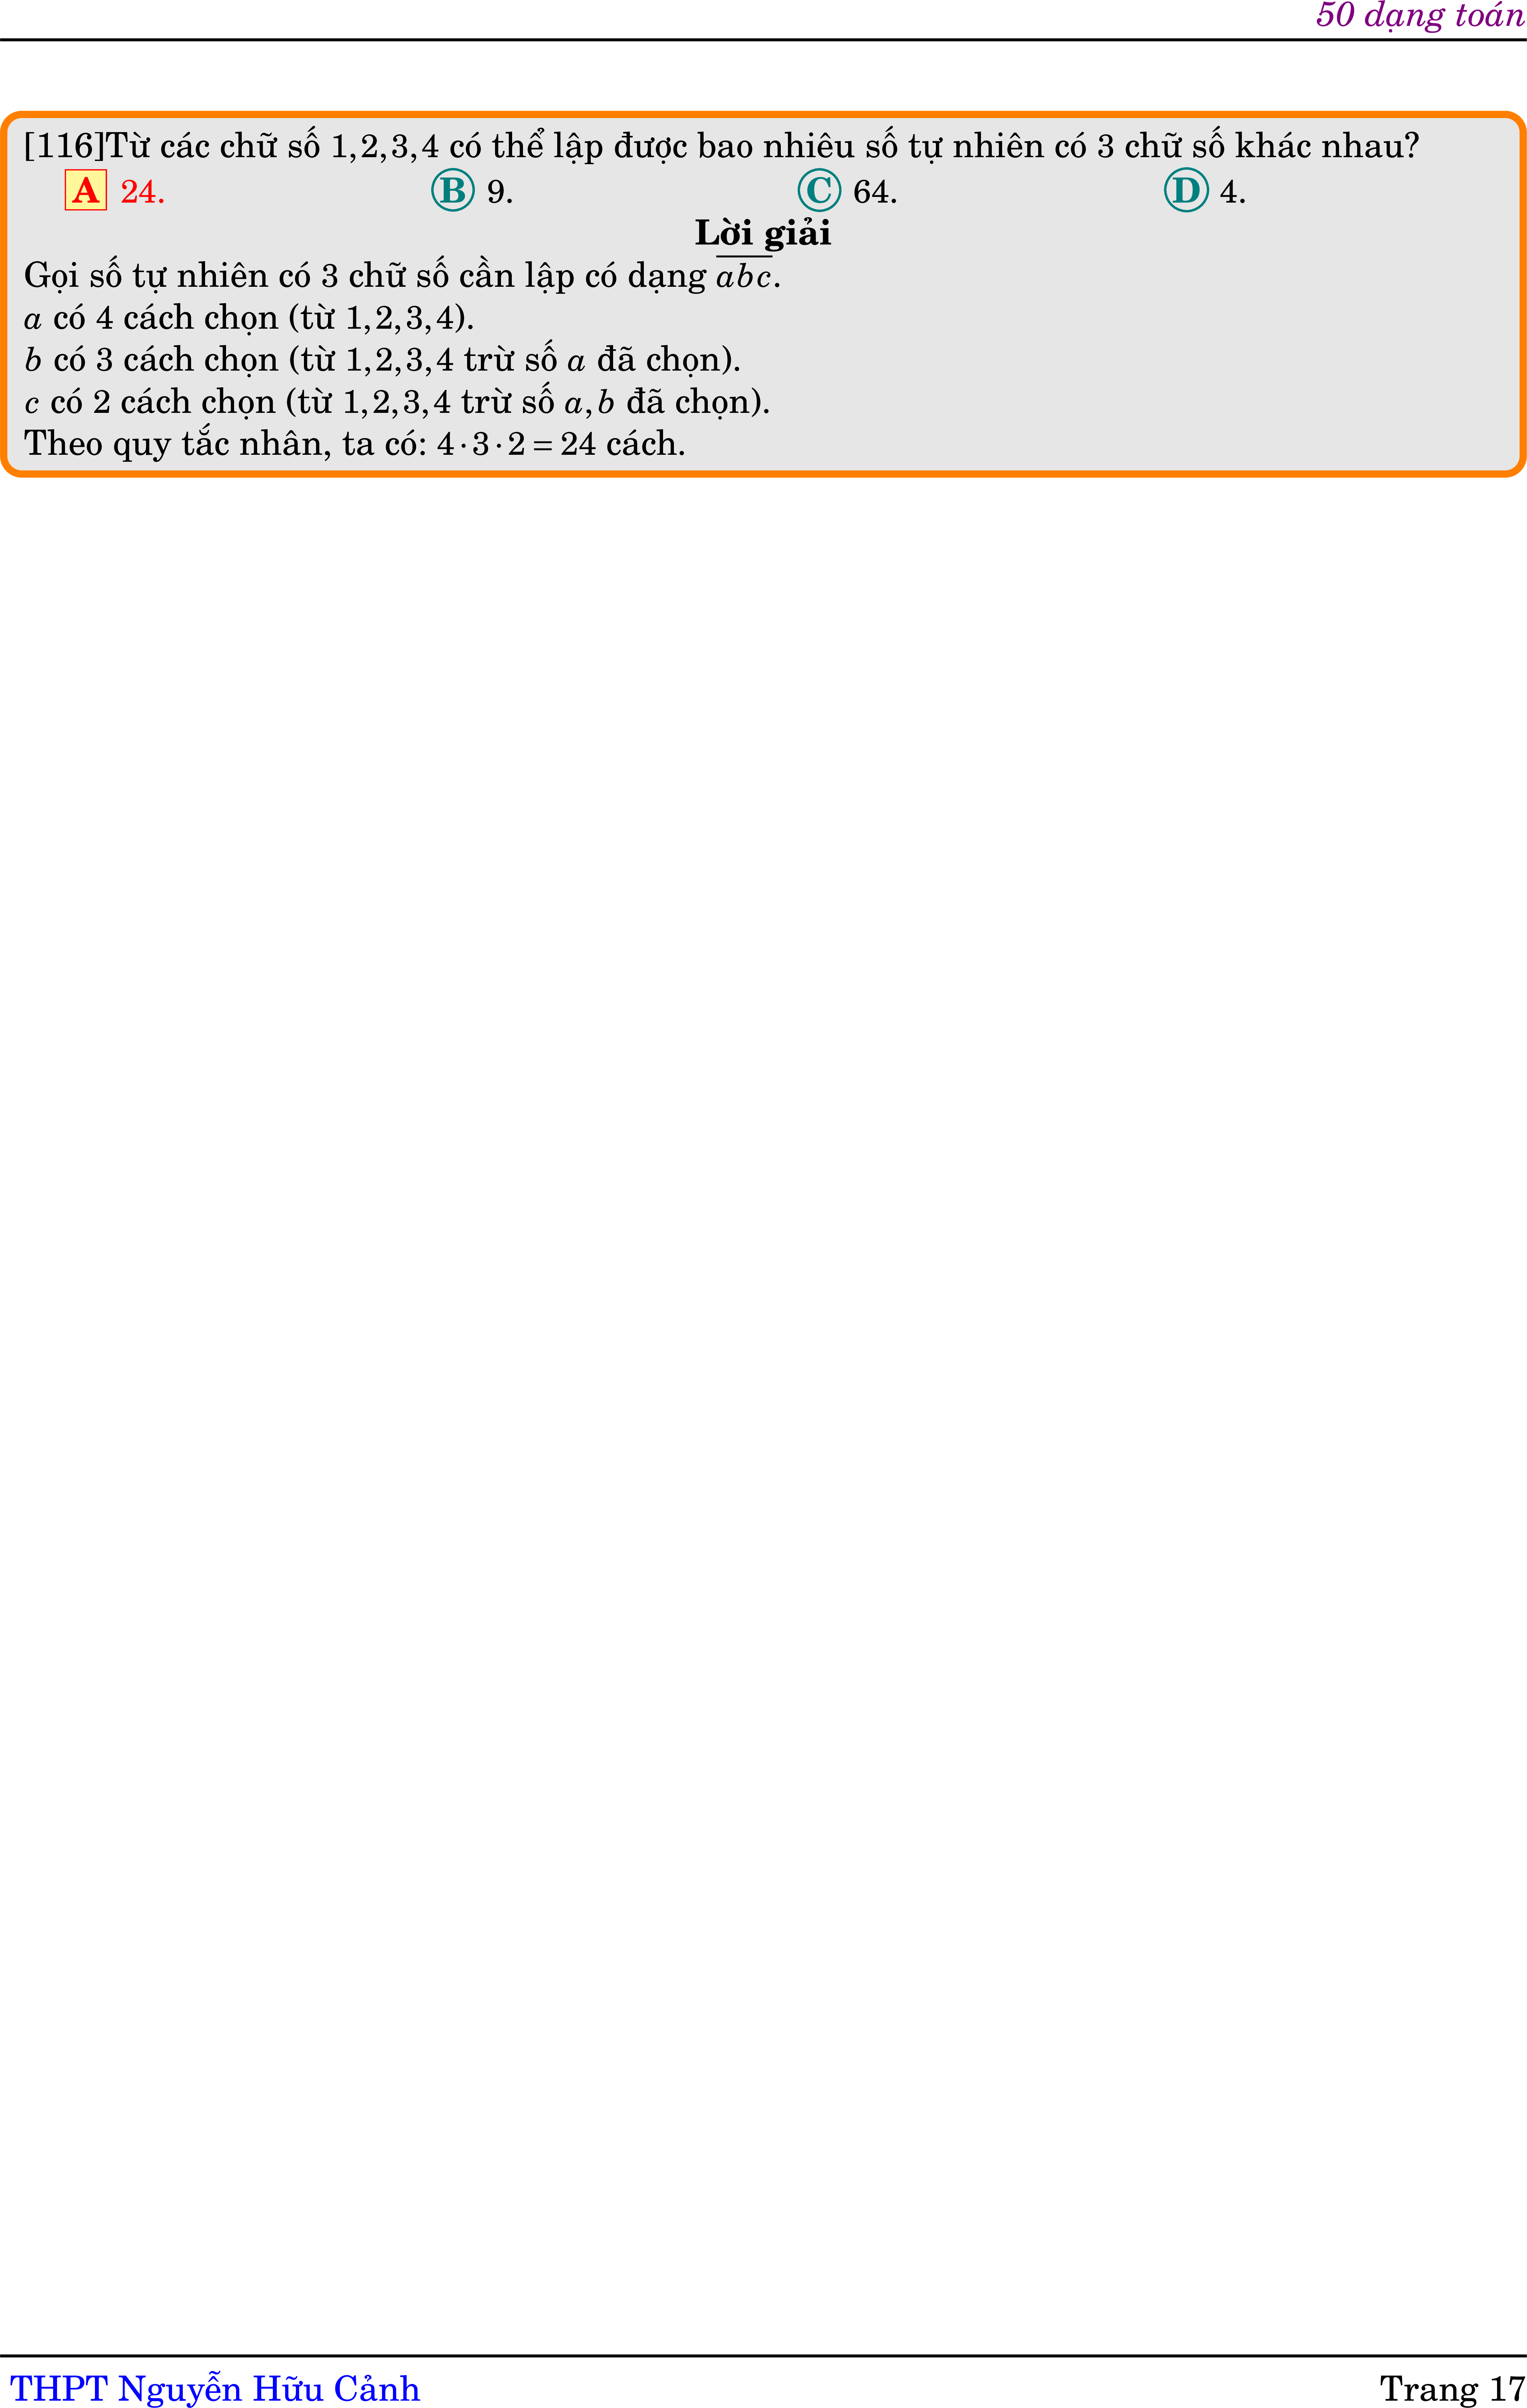 50 dạng toán
[116]Từ các chữ số 1,2,3,4 có thể lập được bao nhiêu số tự nhiên có 3 chữ số khác nhau?
A 24. B 9. C 64. D 4.
Lời giải
Gọi số tự nhiên có 3 chữ số cần lập có dạng a̅b̅c̅.
a có 4 cách chọn (từ 1,2,3,4).
b có 3 cách chọn (từ 1,2,3,4 trừ số a đã chọn).
c có 2 cách chọn (từ 1,2,3,4 trừ số a,b đã chọn).
Theo quy tắc nhân, ta có: 4·3·2=24 cách.
THPT Nguyễn Hữu Cảnh Trang 17